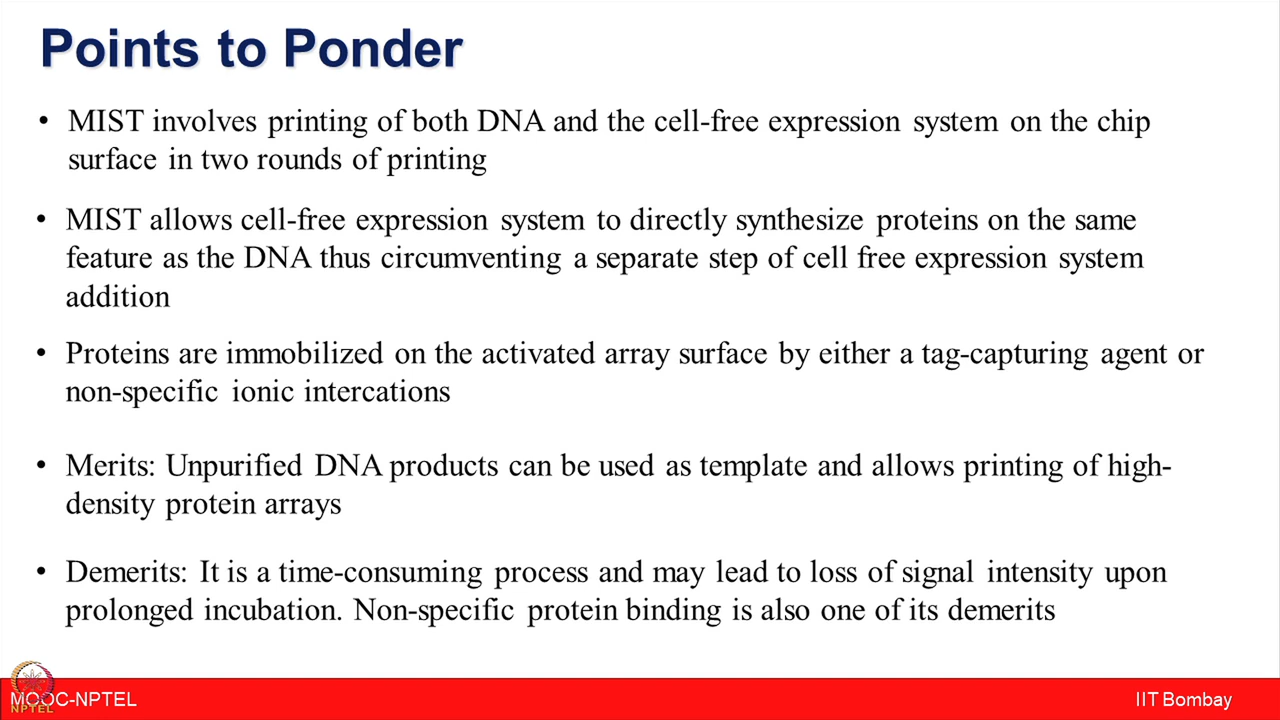 Points to Ponder
• MIST involves printing of both DNA and the cell-free expression system on the chip
surface in two rounds of printing
• MIST allows cell-free expression system to directly synthesize proteins on the same
feature as the DNA thus circumventing a separate step of cell free expression system
addition
• Proteins are immobilized on the activated array surface by either a tag-capturing agent or
non-specific ionic intercations
• Merits: Unpurified DNA products can be used as template and allows printing of high-
density protein arrays
• Demerits: It is a time-consuming process and may lead to loss of signal intensity upon
prolonged incubation. Non-specific protein binding is also one of its demerits
MOOC-NPTEL
NPTEL
IIT Bombay